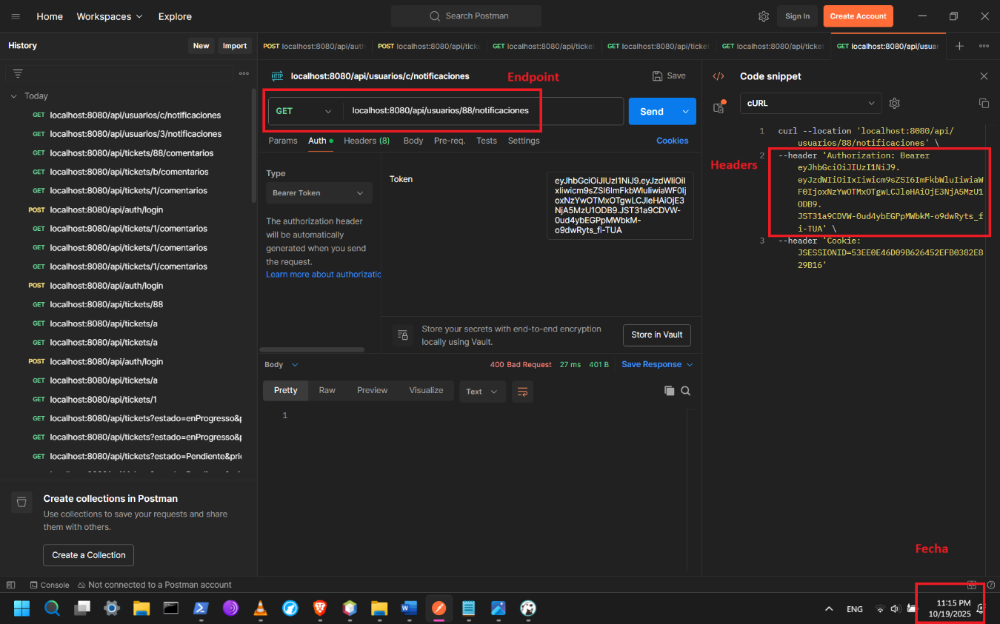 Home Workspaces Explore
Search Postman
Sign In Create Account
History New Import
POST localhost:8080/api/aut
POST localhost:8080/api/tick
GET localhost:8080/api/ticke
GET localhost:8080/api/ticke
GET localhost:8080/api/ticke
GET localhost:8080/api/usua
Today
GET localhost:8080/api/usuarios/c/notificaciones
GET localhost:8080/api/usuarios/3/notificaciones
GET localhost:8080/api/tickets/88/comentarios
GET localhost:8080/api/tickets/b/comentarios
GET localhost:8080/api/tickets/1/comentarios
POST localhost:8080/api/auth/login
GET localhost:8080/api/tickets/1/comentarios
GET localhost:8080/api/tickets/1/comentarios
GET localhost:8080/api/tickets/1/comentarios
POST localhost:8080/api/auth/login
GET localhost:8080/api/tickets/88
GET localhost:8080/api/tickets/a
GET localhost:8080/api/tickets/a
POST localhost:8080/api/auth/login
GET localhost:8080/api/tickets/a
GET localhost:8080/api/tickets/1
GET localhost:8080/api/tickets?estado=enProgresso&p
GET localhost:8080/api/tickets?estado=enProgreso&p
GET localhost:8080/api/tickets?estado=Pendiente&pri
Create collections in Postman
Use collections to save your requests and share
them with others.
Create a Collection
HTTP localhost:8080/api/usuarios/c/notificaciones
Endpoint
Save
GET localhost:8080/api/usuarios/88/notificaciones
Send
Params Auth Headers (8) Body Pre-req. Tests Settings
Cookies
Type
Bearer Token
The authorization header
will be automatically
generated when you send
the request.
Learn more about authorizatio
Token
eyJhbGciOiJIUzI1NiJ9.eyJzdWIiOiI
xIiwicm9sZSI6ImFkbWluIiwiaWF0Ij
oxNzYwOTMxOTgwLCJleHAiOjE3
NjA5MzU1ODB9.JST31a9CDVW-
0ud4ybEGPpMWbkM-
o9dwRyts_fi-TUA
Store your secrets with end-to-end encryption
locally using Vault.
Store in Vault
Body
400 Bad Request 27 ms 401 B Save Response
Pretty Raw Preview Visualize Text
1
Code snippet
cURL
Headers
1 curl --location 'localhost:8080/api/
usuarios/88/notificaciones' \
2 --header 'Authorization: Bearer
eyJhbGciOiJIUzI1NiJ9.
eyJzdWIiOiIxIiwicm9sZSI6ImFkbWluIiwiaW
F0IjoxNzYwOTMxOTgwLCJleHAiOjE3NjA5MzU1
ODB9.
JST31a9CDVW-0ud4ybEGPpMWbkM-o9dwRyts_f
i-TUA' \
3 --header 'Cookie:
JSESSIONID=53EE0E46D09B626452EFB0382E8
29B16'
Fecha
Console Not connected to a Postman account
ENG
11:15 PM
10/19/2025